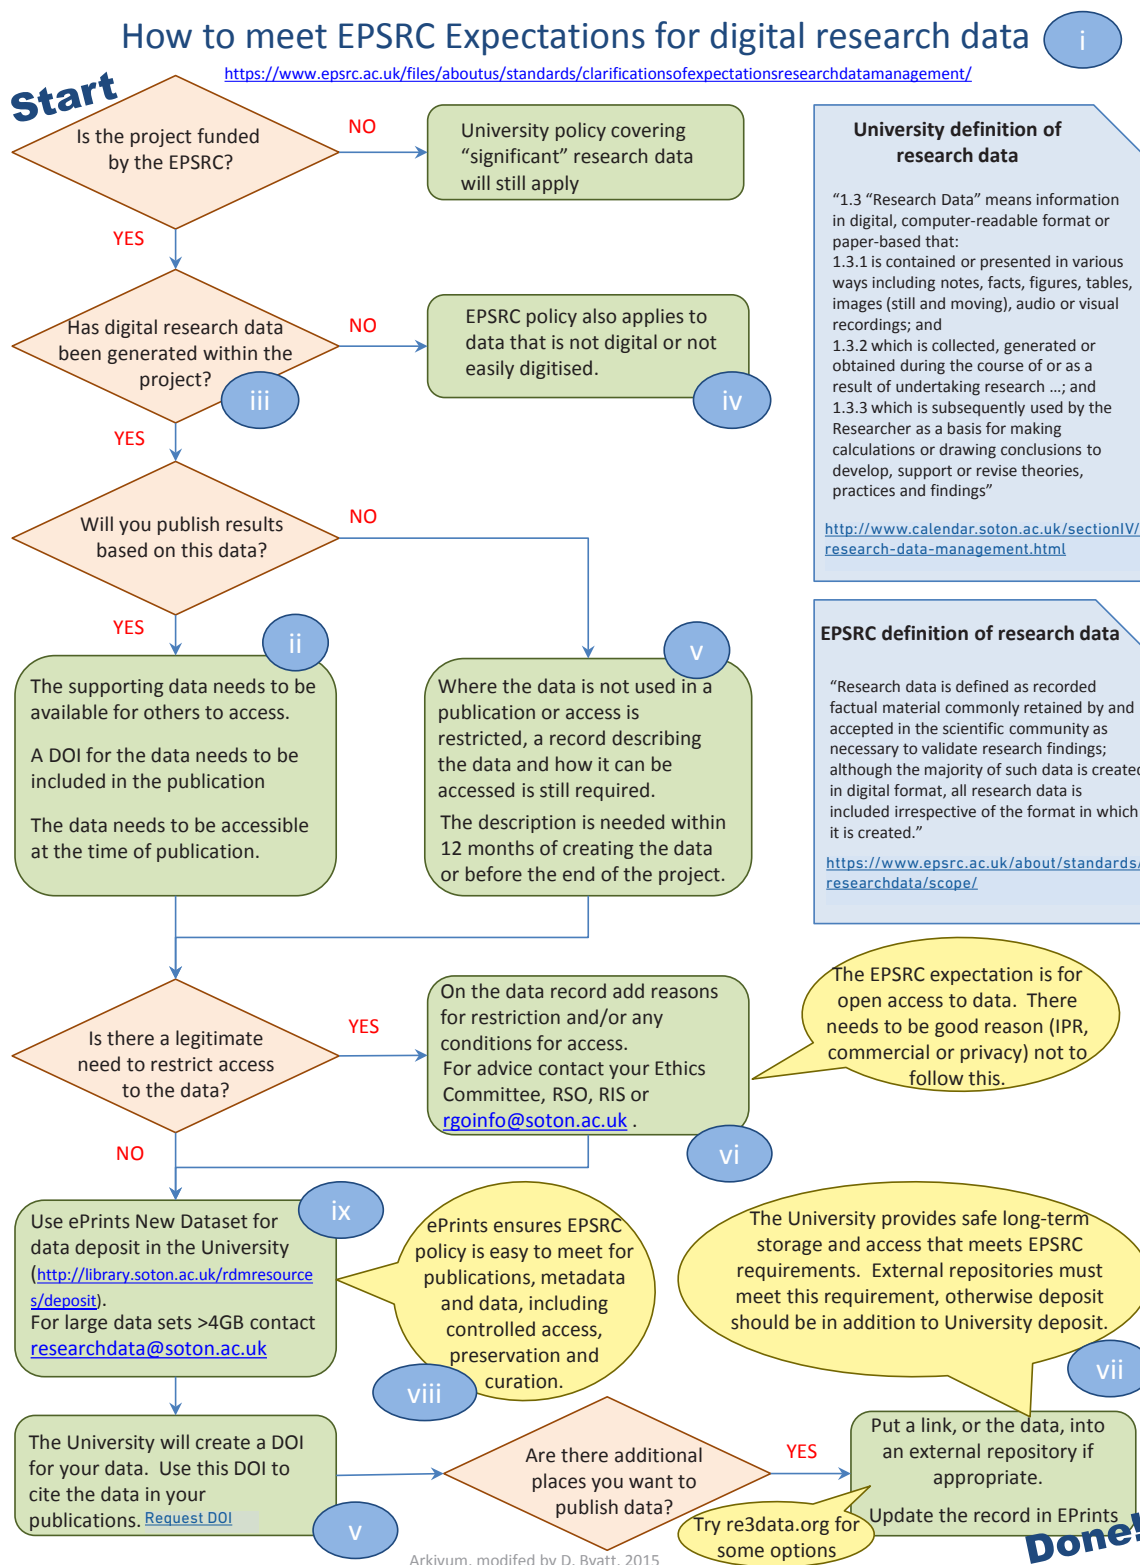 How to meet EPSRC Expectations for digital research data
i
https://www.epsrc.ac.uk/files/aboutus/standards/clarificationsofexpectationsresearchdatamanagement/
Start
Is the project funded
by the EPSRC?
NO
University policy covering
“significant” research data
will still apply
YES
Has digital research data
been generated within the
project?
iii
NO
EPSRC policy also applies to
data that is not digital or not
easily digitised.
iv
YES
Will you publish results
based on this data?
NO
YES
ii
The supporting data needs to be
available for others to access.
A DOI for the data needs to be
included in the publication
The data needs to be accessible
at the time of publication.
v
Where the data is not used in a
publication or access is
restricted, a record describing
the data and how it can be
accessed is still required.
The description is needed within
12 months of creating the data
or before the end of the project.
University definition of
research data
“1.3 “Research Data” means information
in digital, computer-readable format or
paper-based that:
1.3.1 is contained or presented in various
ways including notes, facts, figures, tables,
images (still and moving), audio or visual
recordings; and
1.3.2 which is collected, generated or
obtained during the course of or as a
result of undertaking research …; and
1.3.3 which is subsequently used by the
Researcher as a basis for making
calculations or drawing conclusions to
develop, support or revise theories,
practices and findings”
http://www.calendar.soton.ac.uk/sectionIV/
research-data-management.html
EPSRC definition of research data
“Research data is defined as recorded
factual material commonly retained by and
accepted in the scientific community as
necessary to validate research findings;
although the majority of such data is created
in digital format, all research data is
included irrespective of the format in which
it is created.”
https://www.epsrc.ac.uk/about/standards/
researchdata/scope/
Is there a legitimate
need to restrict access
to the data?
YES
On the data record add reasons
for restriction and/or any
conditions for access.
For advice contact your Ethics
Committee, RSO, RIS or
rgoinfo@soton.ac.uk .
vi
The EPSRC expectation is for
open access to data. There
needs to be good reason (IPR,
commercial or privacy) not to
follow this.
NO
ix
Use ePrints New Dataset for
data deposit in the University
(http://library.soton.ac.uk/rdmresource
s/deposit).
For large data sets >4GB contact
researchdata@soton.ac.uk
ePrints ensures EPSRC
policy is easy to meet for
publications, metadata
and data, including
controlled access,
preservation and
curation.
viii
The University provides safe long-term
storage and access that meets EPSRC
requirements. External repositories must
meet this requirement, otherwise deposit
should be in addition to University deposit.
vii
The University will create a DOI
for your data. Use this DOI to
cite the data in your
publications. Request DOI
v
Are there additional
places you want to
publish data?
YES
Put a link, or the data, into
an external repository if
appropriate.
Update the record in EPrints
Try re3data.org for
some options
Done!
Arkivum, modifed by D. Byatt, 2015